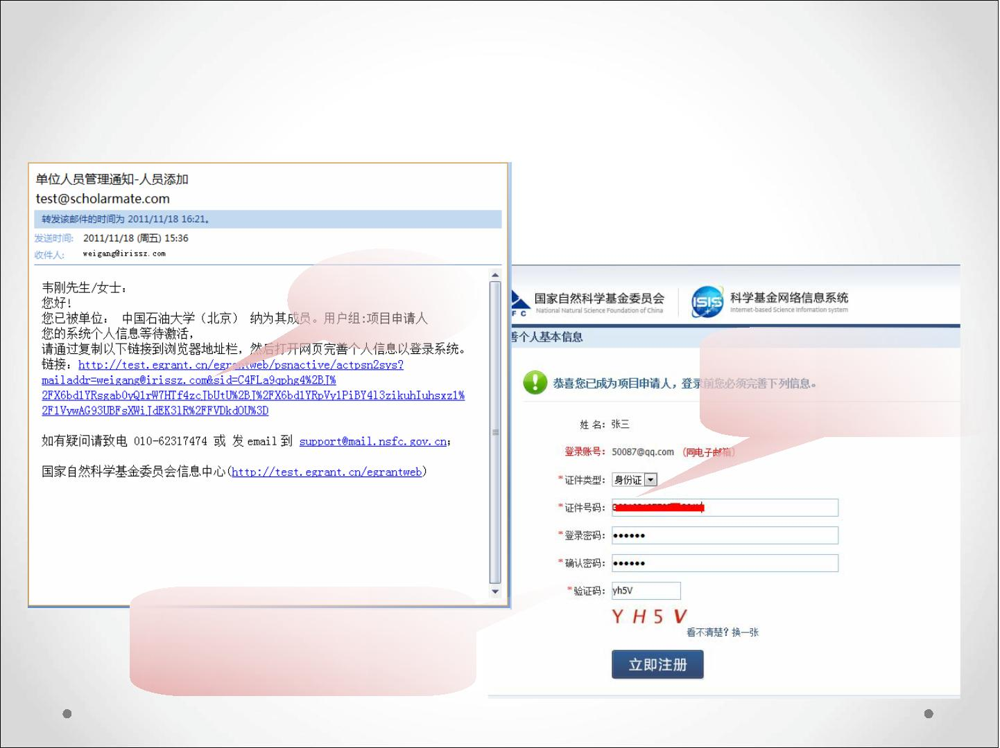 单位人员管理通知-人员添加
test@scholarmate.com
转发该邮件的时间为 2011/11/18 16:21。
发送时间: 2011/11/18 (周五) 15:36
收件人: weigang@irissz.com
韦刚先生/女士:
您好!
您已被单位: 中国石油大学（北京） 纳为其成员。用户组:项目申请人
您的系统个人信息等待激活,
请通过复制以下链接到浏览器地址栏, 然后打开网页完善个人信息以登录系统。
链接: http://test.egrant.cn/egrantweb/psnactive/actpsn2sys?
mailaddr=weigang@irissz.com&sid=C4FLa9qphg4%2BJ%
2FX6bd1YRsgabOvQ1rW7HTf4zcJbUtU%2BJ%2FX6bd1YRpVy1PiBY4l3zikuhIuhsxz1%
2F1VywAG93UBFsXWiJdEK3lR%2FFVDkdOU%3D
如有疑问请致电 010-62317474 或 发email到 support@mail.nsfc.gov.cn;
国家自然科学基金委员会信息中心(http://test.egrant.cn/egrantweb)
国家自然科学基金委员会
National Natural Science Foundation of China
F C
ISIS
科学基金网络信息系统
Internet-based Science Information system
善个人基本信息
恭喜您已成为项目申请人，登录前您必须完善下列信息。
姓 名: 张三
登录账号: 50087@qq.com （同电子邮箱）
*证件类型: 身份证
*证件号码:
*登录密码: ●●●●●●
*确认密码: ●●●●●●
*验证码: yh5V
Y H 5 V
看不清楚? 换一张
立即注册